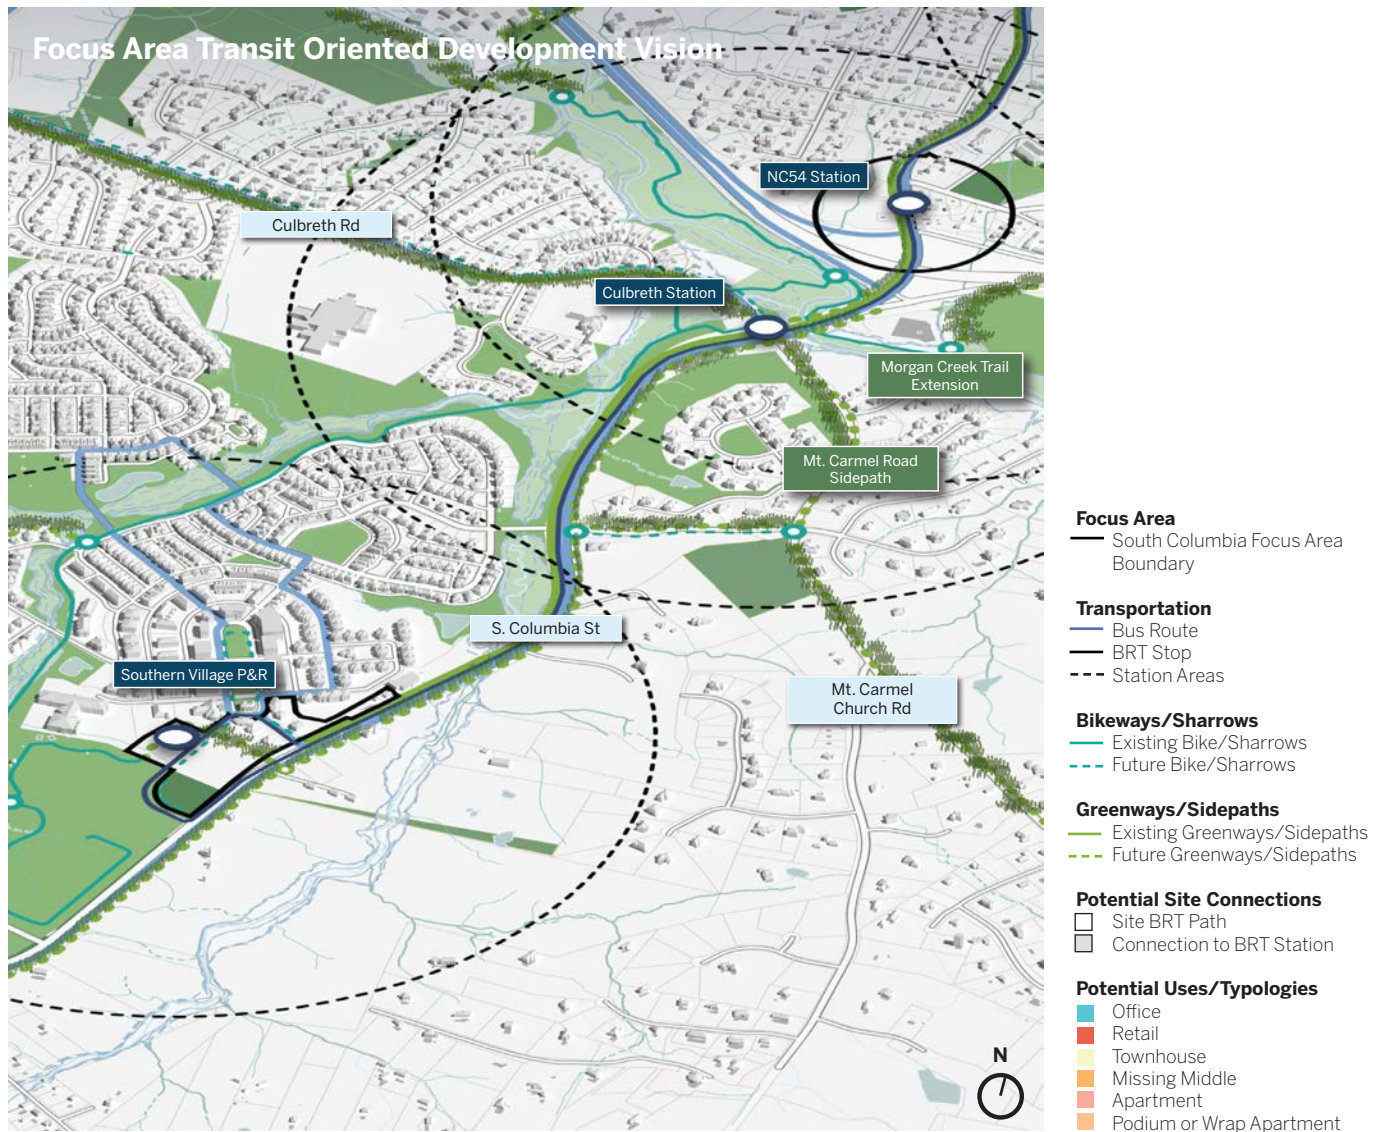 Focus Area Transit Oriented Development Vision
NC54 Station
Culbreth Rd
Culbreth Station
Morgan Creek Trail
Extension
Mt. Carmel Road
Sidepath
S. Columbia St
Southern Village P&R
Mt. Carmel
Church Rd
N
Focus Area
South Columbia Focus Area
Boundary
Transportation
Bus Route
BRT Stop
Station Areas
Bikeways/Sharrows
Existing Bike/Sharrows
Future Bike/Sharrows
Greenways/Sidepaths
Existing Greenways/Sidepaths
Future Greenways/Sidepaths
Potential Site Connections
Site BRT Path
Connection to BRT Station
Potential Uses/Typologies
Office
Retail
Townhouse
Missing Middle
Apartment
Podium or Wrap Apartment